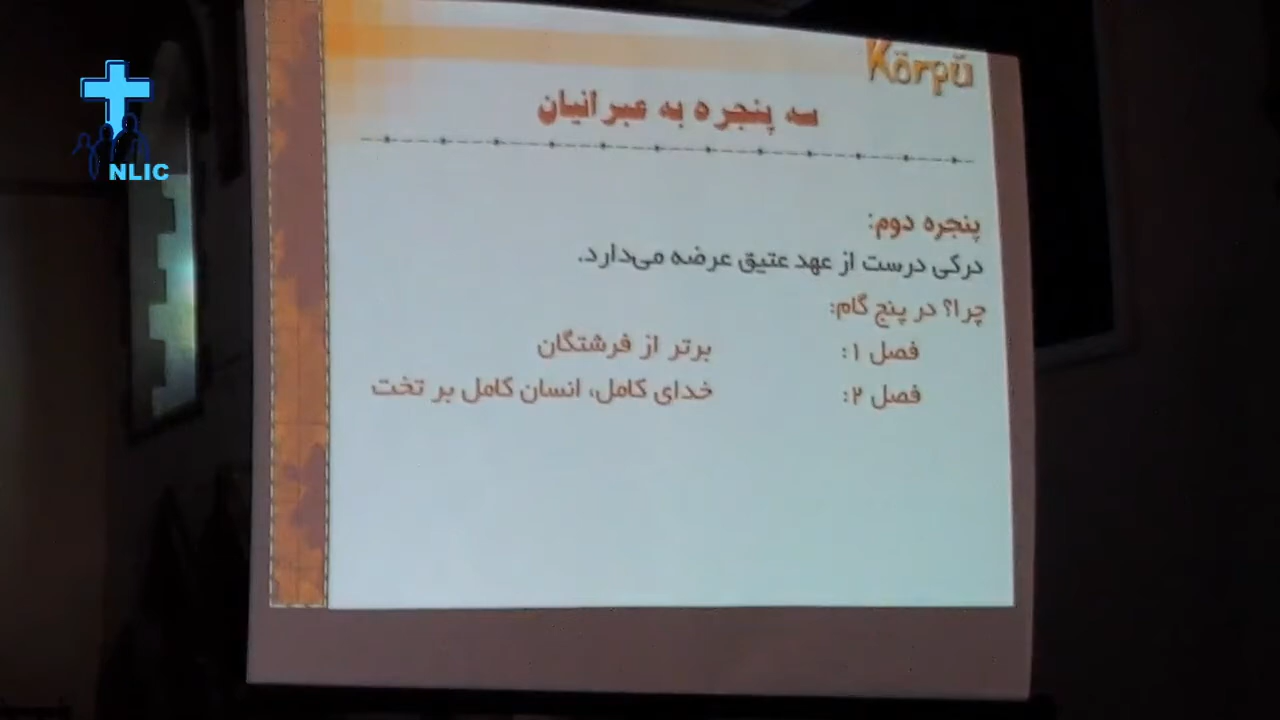 NLIC
Körpü
سه پنجره به عبرانیان
پنجره دوم:
درکی درست از عهد عتیق عرضه می‌دارد.
چرا؟ در پنج گام:
فصل ۱: برتر از فرشتگان
فصل ۲: خدای کامل، انسان کامل بر تخت